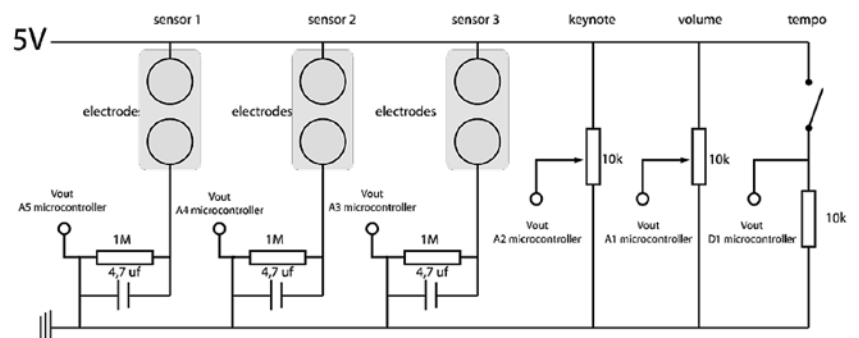 sensor 1
sensor 2
sensor 3
keynote
volume
tempo
5V
electrodes
electrodes
electrodes
10k
10k
10k
Vout
A5 microcontroller
Vout
A4 microcontroller
Vout
A3 microcontroller
Vout
A2 microcontroller
Vout
A1 microcontroller
Vout
D1 microcontroller
1M
4,7 uf
1M
4,7 uf
1M
4,7 uf